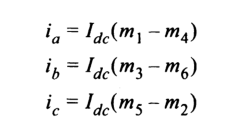 i_a = I_dc(m_1 − m_4)
i_b = I_dc(m_3 − m_6)
i_c = I_dc(m_5 − m_2)